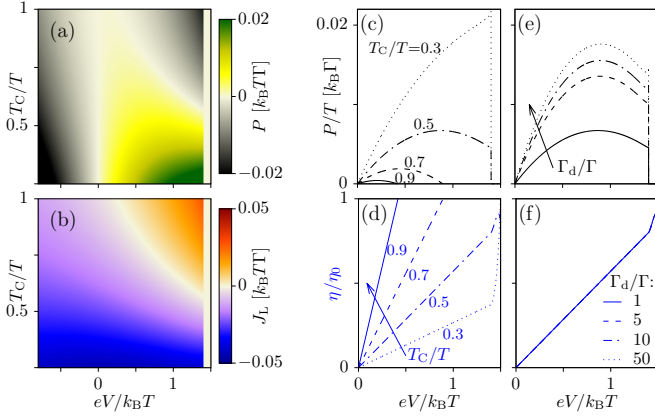 (a)
1
0.5
T_C/T
0.02
0
−0.02
P [k_BTΓ]
(b)
1
0.5
0
T_C/T
0.05
0
−0.05
J_L [k_BTΓ]
0
1
eV/k_BT
(c)
T_C/T=0.3
0.5
0.7
0.9
0.02
0
P/T [k_BΓ]
(e)
Γ_d/Γ
(d)
1
0
η/η_0
0.9
0.7
0.5
0.3
T_C/T
0
1
eV/k_BT
(f)
Γ_d/Γ:
1
5
10
50
0
1
eV/k_BT